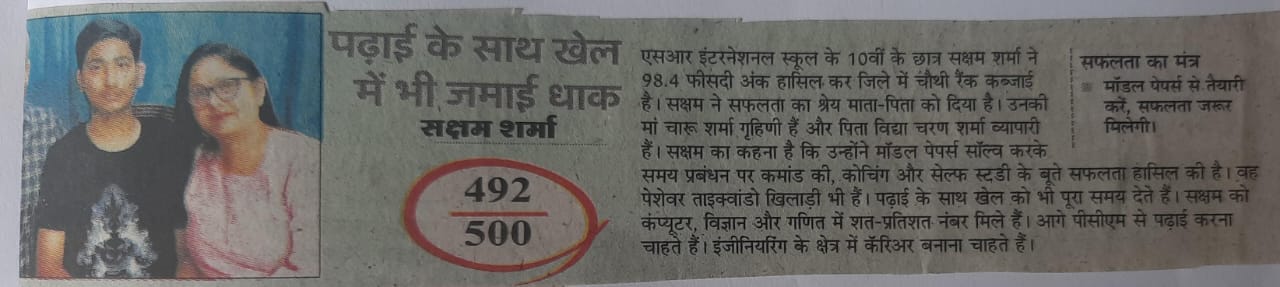 पढ़ाई के साथ खेल
में भी जमाई धाक
सक्षम शर्मा
492
500
एसआर इंटरनेशनल स्कूल के 10वीं के छात्र सक्षम शर्मा ने
98.4 फीसदी अंक हासिल कर जिले में चौथी रैंक कब्जाई
है। सक्षम ने सफलता का श्रेय माता-पिता को दिया है। उनकी
मां चारू शर्मा गृहिणी हैं और पिता विद्या चरण शर्मा व्यापारी
हैं। सक्षम का कहना है कि उन्होंने मॉडल पेपर्स सॉल्व करके
समय प्रबंधन पर कमांड की, कोचिंग और सेल्फ स्टडी के बूते सफलता हासिल की है। वह
पेशेवर ताइक्वांडो खिलाड़ी भी हैं। पढ़ाई के साथ खेल को भी पूरा समय देते हैं। सक्षम को
कंप्यूटर, विज्ञान और गणित में शत-प्रतिशत नंबर मिले हैं। आगे पीसीएम से पढ़ाई करना
चाहते हैं। इंजीनियरिंग के क्षेत्र में कॅरिअर बनाना चाहते हैं।
सफलता का मंत्र
मॉडल पेपर्स से तैयारी
करें, सफलता जरूर
मिलेगी।